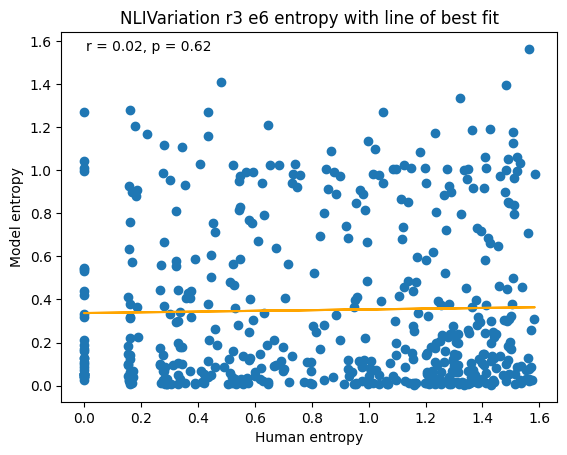 NLIVariation r3 e6 entropy with line of best fit
r = 0.02, p = 0.62
Model entropy
1.6
1.4
1.2
1.0
0.8
0.6
0.4
0.2
0.0
0.0 0.2 0.4 0.6 0.8 1.0 1.2 1.4 1.6
Human entropy